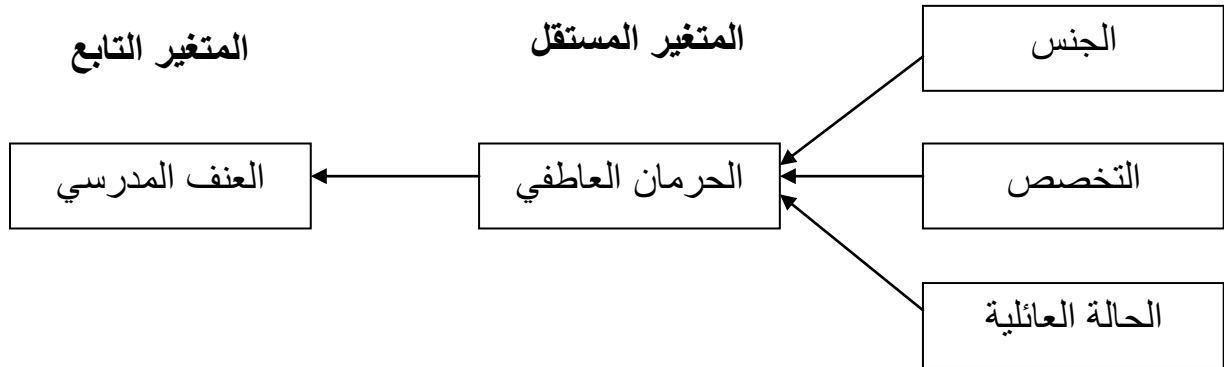 الجنس
المتغير المستقل
المتغير التابع
التخصص
الحرمان العاطفي
العنف المدرسي
الحالة العائلية